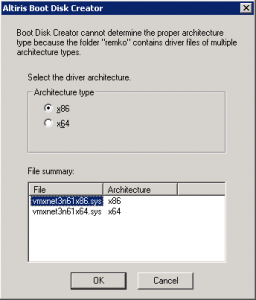 Altiris Boot Disk Creator
Boot Disk Creator cannot determine the proper architecture
type because the folder "remko" contains driver files of multiple
architecture types.
Select the driver architecture.
Architecture type
x86
x64
File summary:
File Architecture
vmxnet3n61x86.sys x86
vmxnet3n61x64.sys x64
OK Cancel